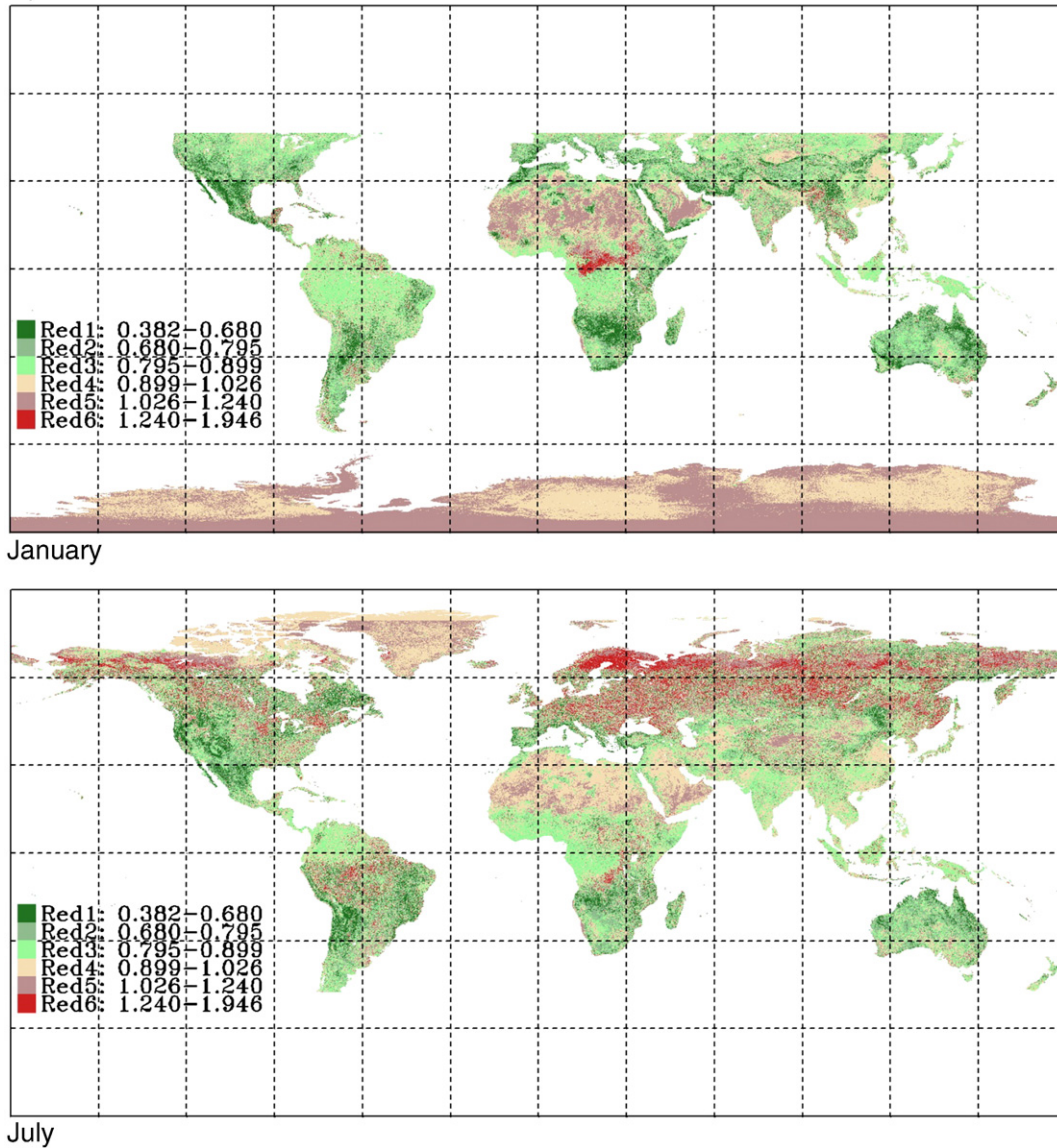 Red1: 0.382-0.680
Red2: 0.680-0.795
Red3: 0.795-0.899
Red4: 0.899-1.026
Red5: 1.026-1.240
Red6: 1.240-1.946
January
Red1: 0.382-0.680
Red2: 0.680-0.795
Red3: 0.795-0.899
Red4: 0.899-1.026
Red5: 1.026-1.240
Red6: 1.240-1.946
July